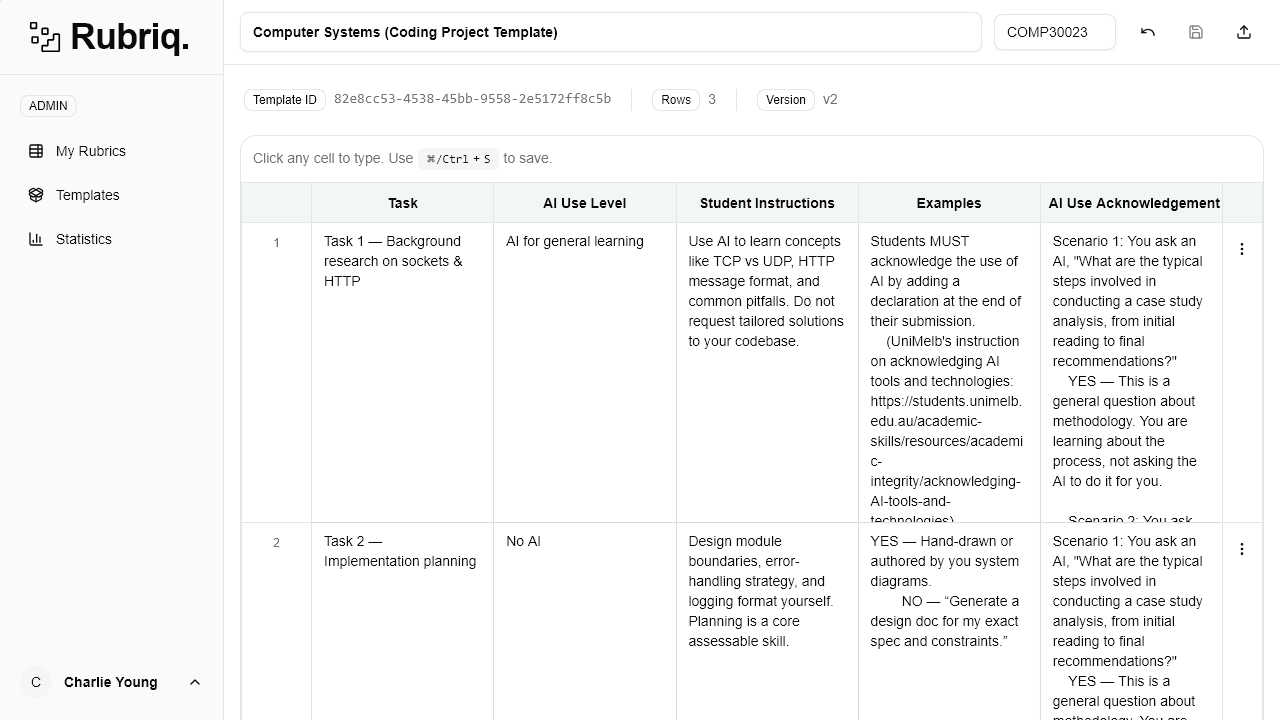 Rubriq.
Computer Systems (Coding Project Template)
COMP30023
ADMIN
My Rubrics
Templates
Statistics
Template ID 82e8cc53-4538-45bb-9558-2e5172ff8c5b
Rows 3
Version v2
Click any cell to type. Use ⌘/Ctrl + S to save.
Task
AI Use Level
Student Instructions
Examples
AI Use Acknowledgement
1
Task 1 — Background
research on sockets &
HTTP
AI for general learning
Use AI to learn concepts
like TCP vs UDP, HTTP
message format, and
common pitfalls. Do not
request tailored solutions
to your codebase.
Students MUST
acknowledge the use of
AI by adding a
declaration at the end of
their submission.
(UniMelb's instruction
on acknowledging AI
tools and technologies:
https://students.unimelb.
edu.au/academic-
skills/resources/academi
c-
integrity/acknowledging-
AI-tools-and-
technologies)
Scenario 1: You ask an
AI, "What are the typical
steps involved in
conducting a case study
analysis, from initial
reading to final
recommendations?"
YES — This is a
general question about
methodology. You are
learning about the
process, not asking the
AI to do it for you.
Scenario 2: You ask
2
Task 2 —
Implementation planning
No AI
Design module
boundaries, error-
handling strategy, and
logging format yourself.
Planning is a core
assessable skill.
YES — Hand-drawn or
authored by you system
diagrams.
NO — “Generate a
design doc for my exact
spec and constraints.”
Scenario 1: You ask an
AI, "What are the typical
steps involved in
conducting a case study
analysis, from initial
reading to final
recommendations?"
YES — This is a
general question about
methodology. You are
C
Charlie Young